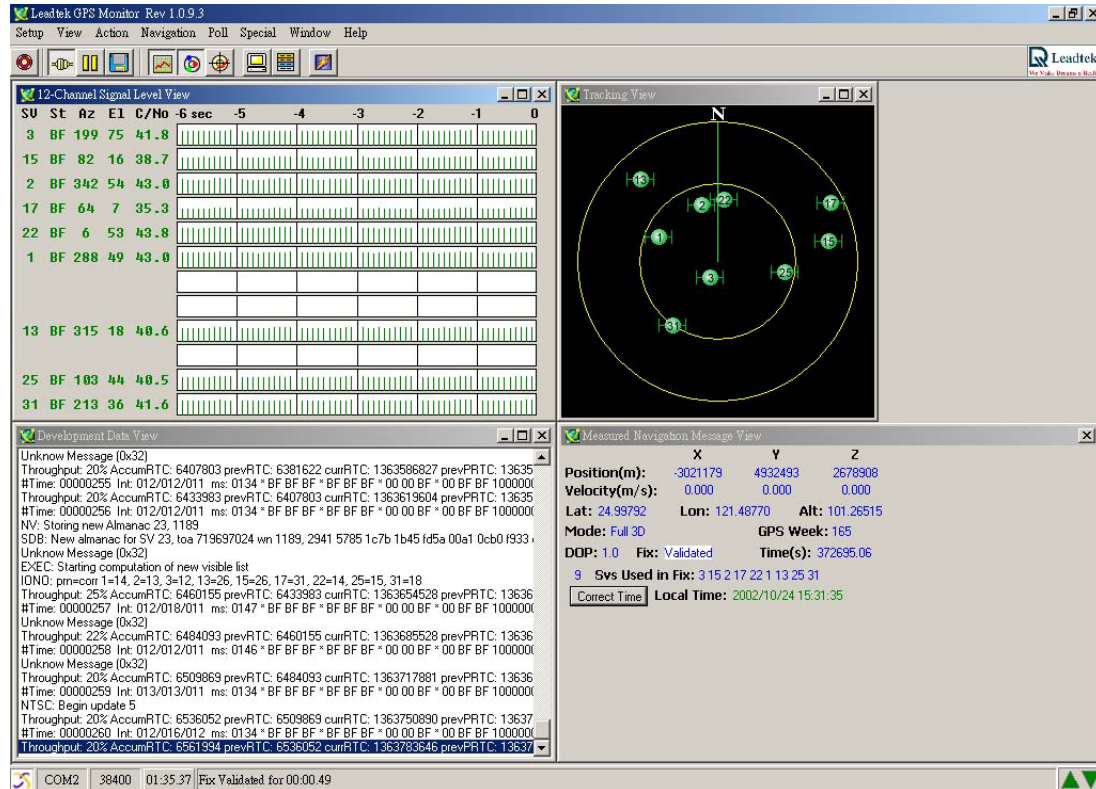 Leadtek GPS Monitor Rev 1.0.9.3
Setup View Action Navigation Poll Special Window Help
Leadtek
12-Channel Signal Level View
SV St Az El C/No -6 sec -5 -4 -3 -2 -1 0
3 BF 199 75 41.8
15 BF 82 16 38.7
2 BF 342 54 43.0
17 BF 64 7 35.3
22 BF 6 53 43.8
1 BF 288 49 43.0
13 BF 315 18 40.6
25 BF 103 44 40.5
31 BF 213 36 41.6
Tracking View
N
13
2 22 17
1 15
3 25
31
Development Data View
Unknow Message (0x32)
Throughput: 20% AccumRTC: 6407803 prevRTC: 6381622 currRTC: 1363586827 prevPRTC: 13635
#Time: 00000255 Int: 012/012/011 ms: 0134 * BF BF BF * BF BF BF * 00 00 BF * 00 BF BF 1000000
Throughput: 20% AccumRTC: 6433983 prevRTC: 6407803 currRTC: 1363619604 prevPRTC: 13635
#Time: 00000256 Int: 012/012/011 ms: 0134 * BF BF BF * BF BF BF * 00 00 BF * 00 BF BF 1000000
NV: Storing new Almanac 23, 1189
SDB: New almanac for SV 23, toa 719697024 wn 1189, 2941 5785 1c7b 1b45 fd5a 00a1 0cb0 f933
Unknow Message (0x32)
EXEC: Starting computation of new visible list
IONO: prn=corr 1=14, 2=13, 3=12, 13=26, 15=26, 17=31, 22=14, 25=15, 31=18
Throughput: 25% AccumRTC: 6460155 prevRTC: 6433983 currRTC: 1363654528 prevPRTC: 13636
#Time: 00000257 Int: 012/018/011 ms: 0147 * BF BF BF * BF BF BF * 00 00 BF * 00 BF BF 1000000
Unknow Message (0x32)
Throughput: 22% AccumRTC: 6484093 prevRTC: 6460155 currRTC: 1363685528 prevPRTC: 13636
#Time: 00000258 Int: 012/012/011 ms: 0146 * BF BF BF * BF BF BF * 00 00 BF * 00 BF BF 1000000
Unknow Message (0x32)
Throughput: 20% AccumRTC: 6509869 prevRTC: 6484093 currRTC: 1363717881 prevPRTC: 13636
#Time: 00000259 Int: 013/013/011 ms: 0134 * BF BF BF * BF BF BF * 00 00 BF * 00 BF BF 1000000
NTSC: Begin update 5
Throughput: 20% AccumRTC: 6536052 prevRTC: 6509869 currRTC: 1363750890 prevPRTC: 13637
#Time: 00000260 Int: 012/016/012 ms: 0134 * BF BF BF * BF BF BF * 00 00 BF * 00 BF BF 1000000
Throughput: 20% AccumRTC: 6561994 prevRTC: 6536052 currRTC: 1363783646 prevPRTC: 13637
Measured Navigation Message View
X Y Z
Position(m): -3021179 4932493 2678908
Velocity(m/s): 0.000 0.000 0.000
Lat: 24.99792 Lon: 121.48770 Alt: 101.26515
Mode: Full 3D GPS Week: 165
DOP: 1.0 Fix: Validated Time(s): 372695.06
9 Svs Used in Fix: 3 15 2 17 22 1 13 25 31
Correct Time Local Time: 2002/10/24 15:31:35
COM2 38400 01:35.37 Fix Validated for 00:00.49